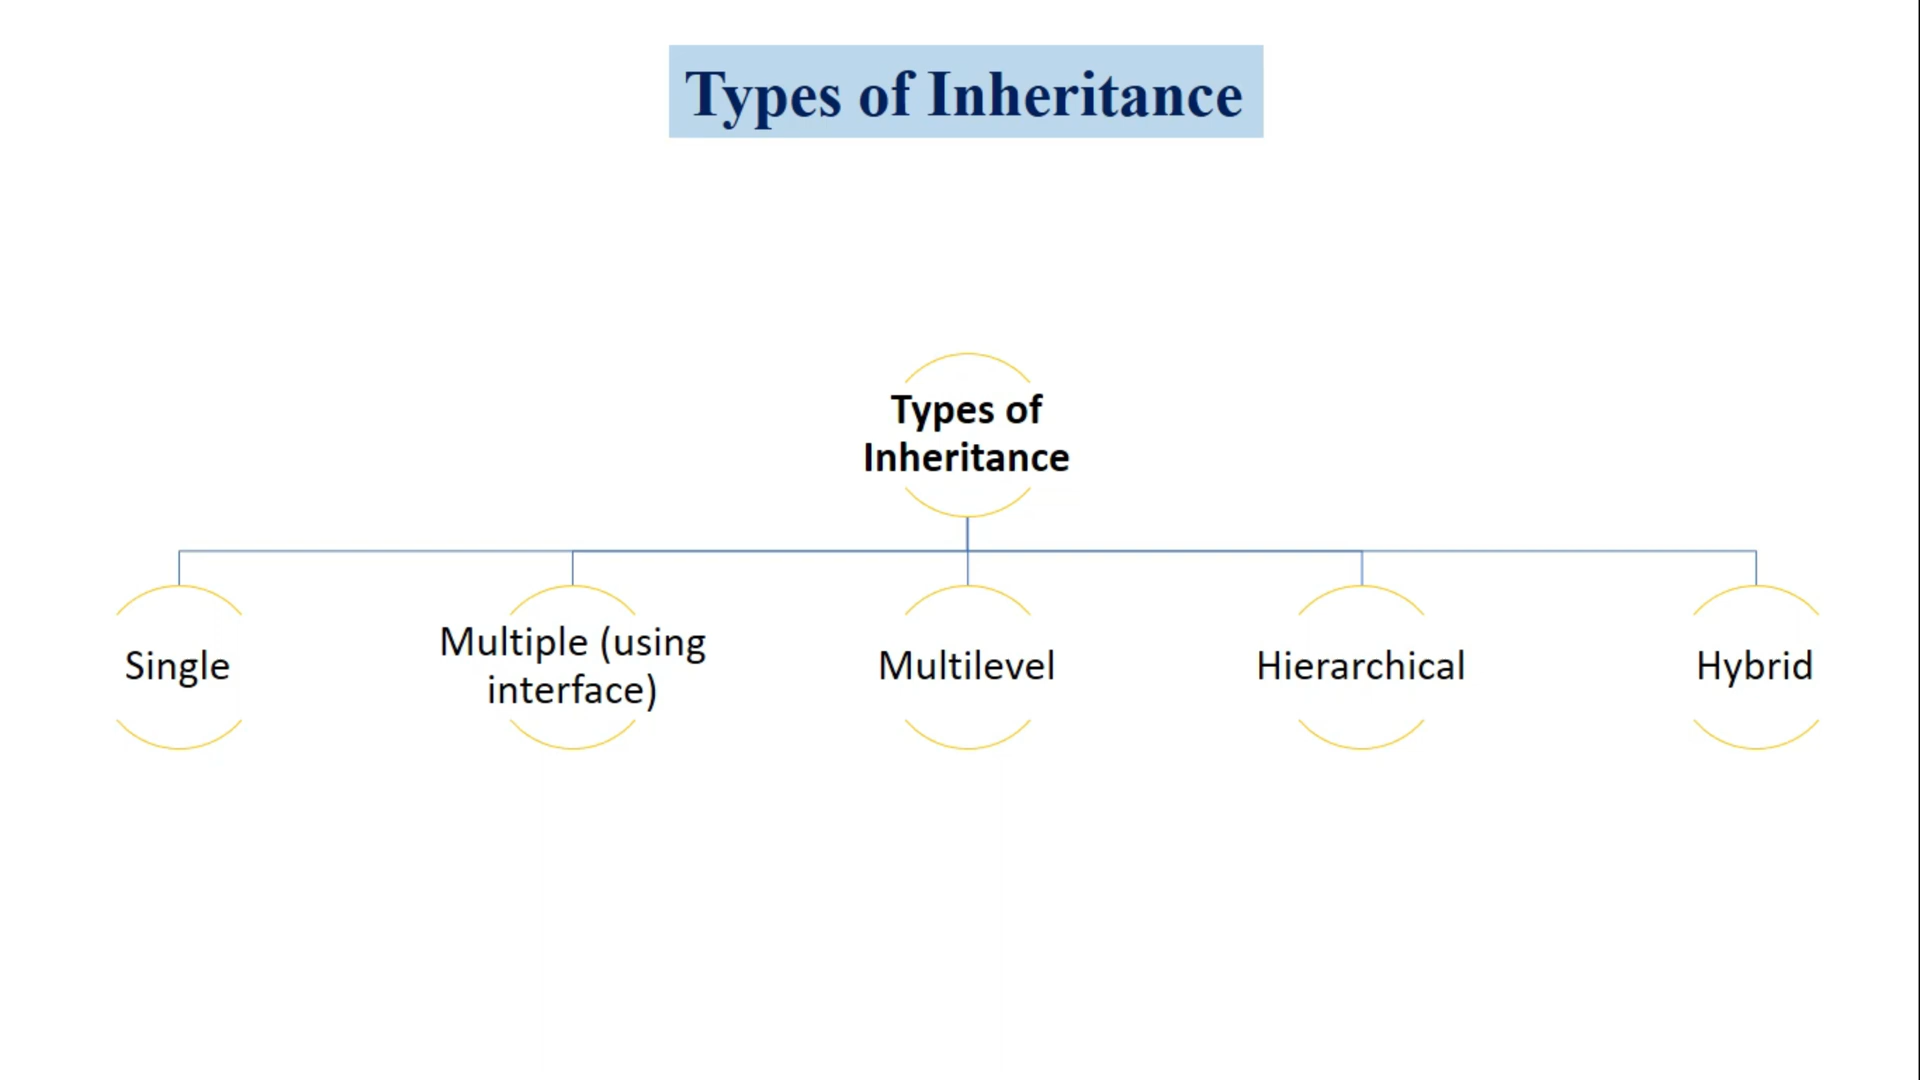 Types of Inheritance
Types of
Inheritance
Single
Multiple (using
interface)
Multilevel
Hierarchical
Hybrid